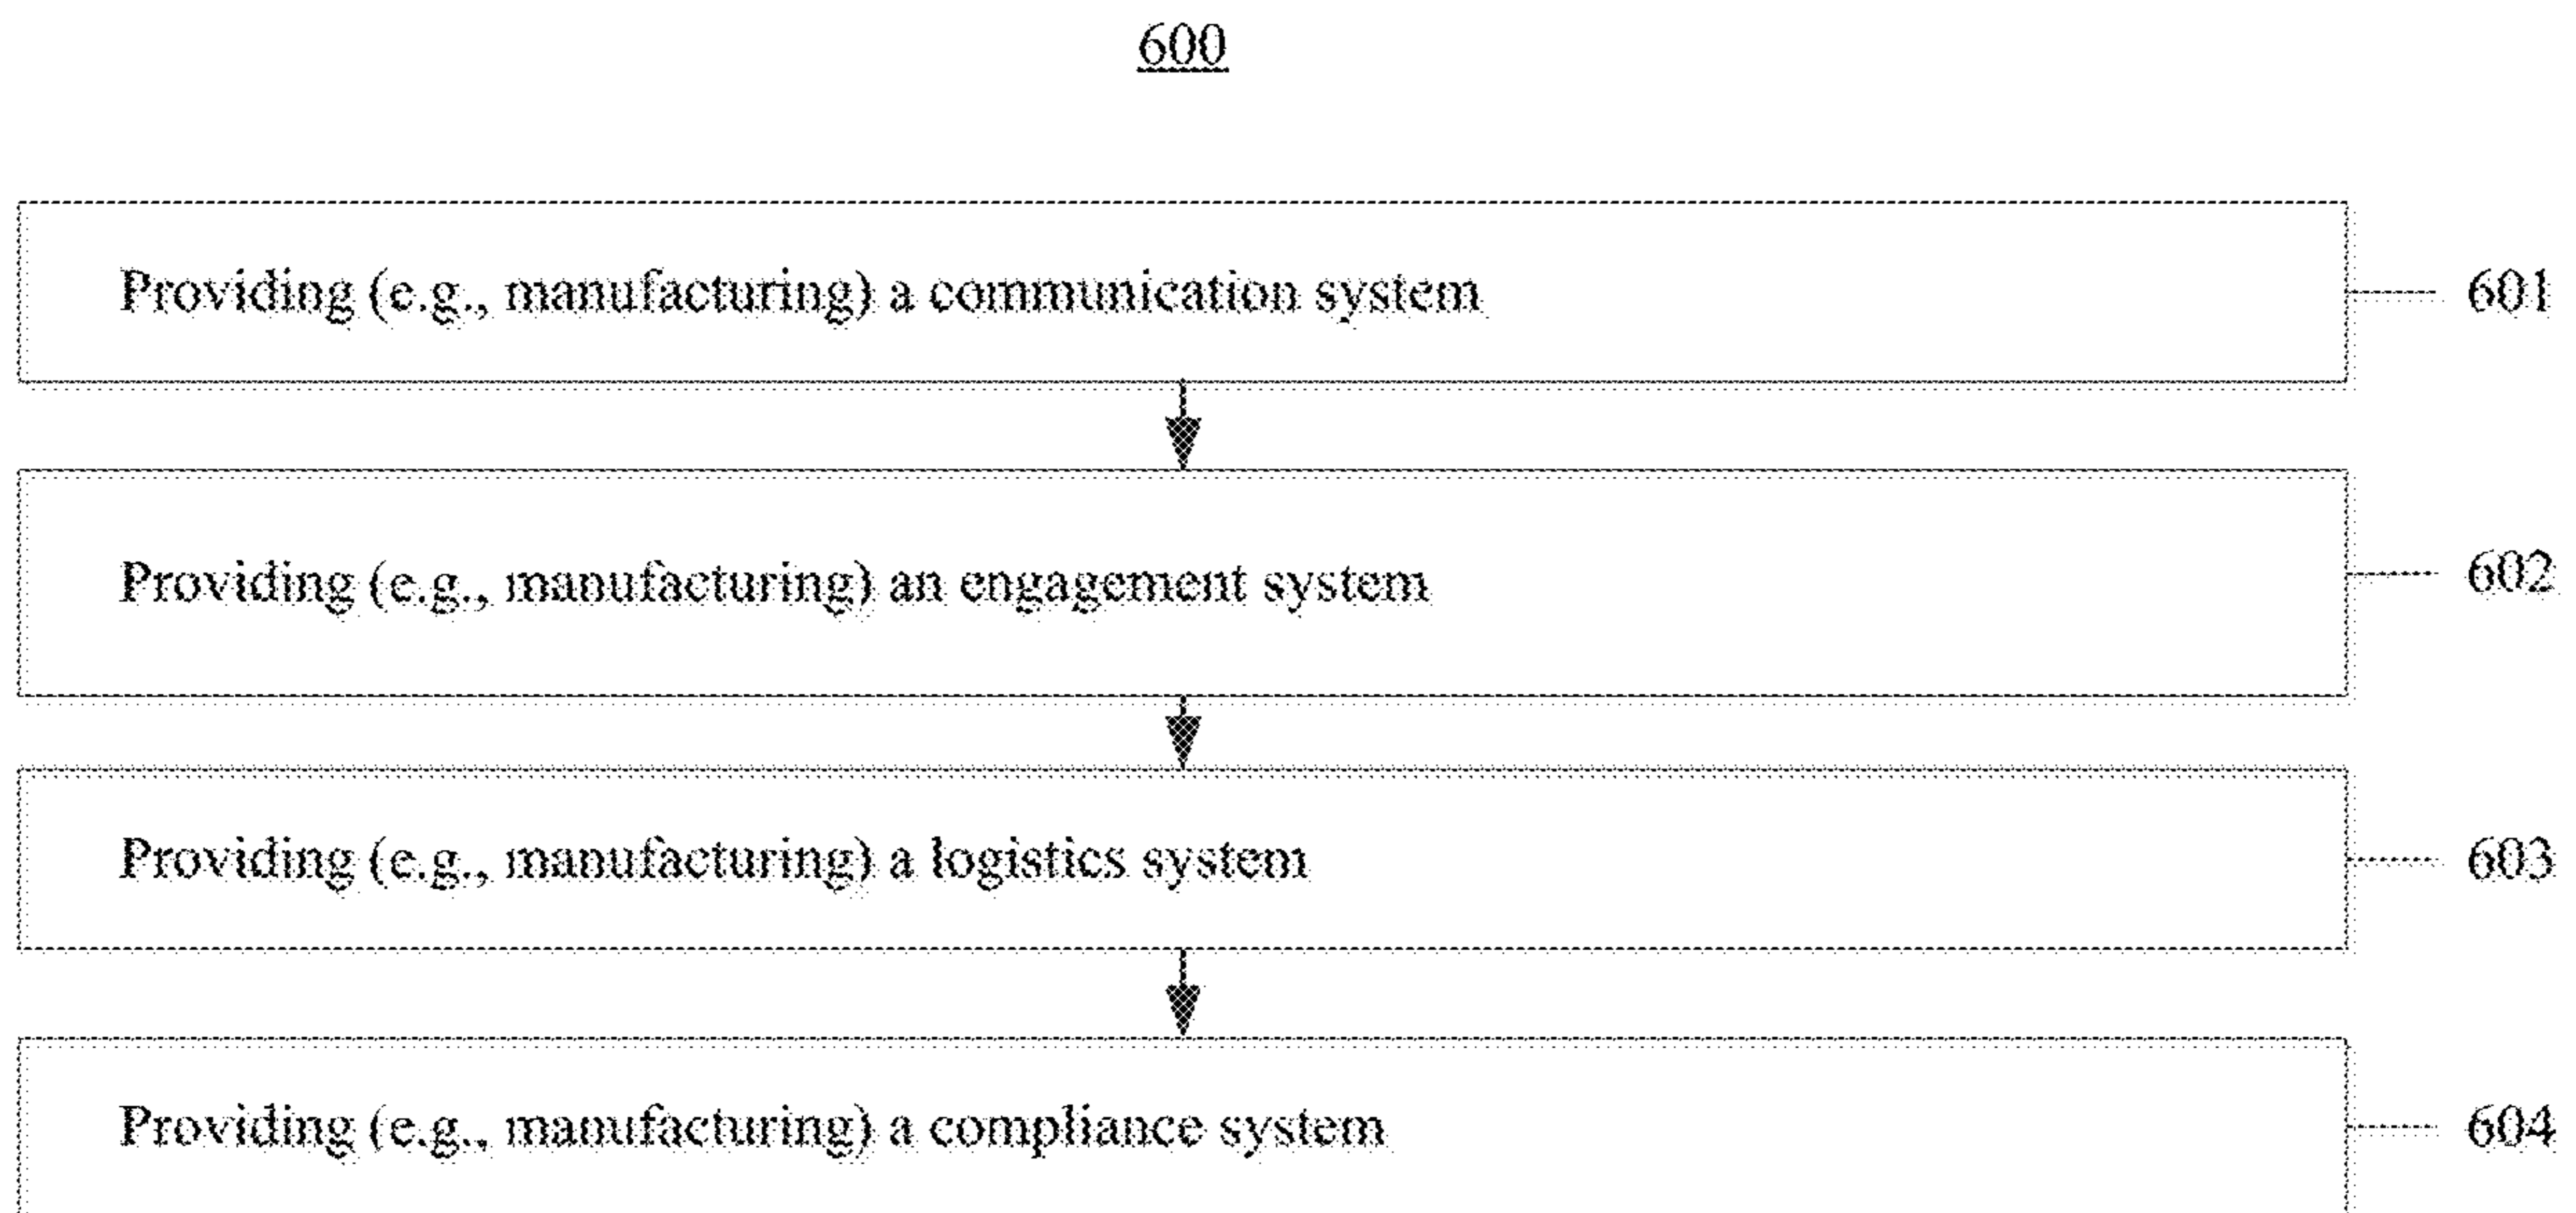 600
Providing (e.g., manufacturing) a communication system 601
Providing (e.g., manufacturing) an engagement system 602
Providing (e.g., manufacturing) a logistics system 603
Providing (e.g., manufacturing) a compliance system 604